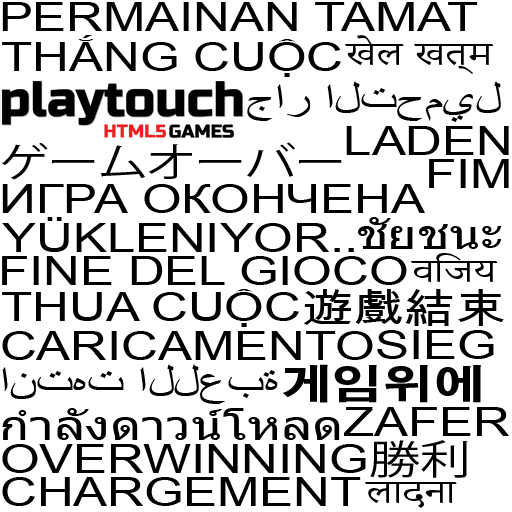 PERMAINAN TAMAT
THẮNG CUỘC खेल खत्म
playtouch جار التحميل
HTML5 GAMES
LADEN
ゲームオーバー FIM
ИГРА ОКОНЧЕНА
YÜKLENIYOR.. ชัยชนะ
FINE DEL GIOCO वजिय
THUA CUỘC 遊戲結束
CARICAMENTOSIEG
انتهت اللعبة 게임위에
กำลังดาวน์โหลด ZAFER
OVERWINNING 勝利
CHARGEMENT लादना